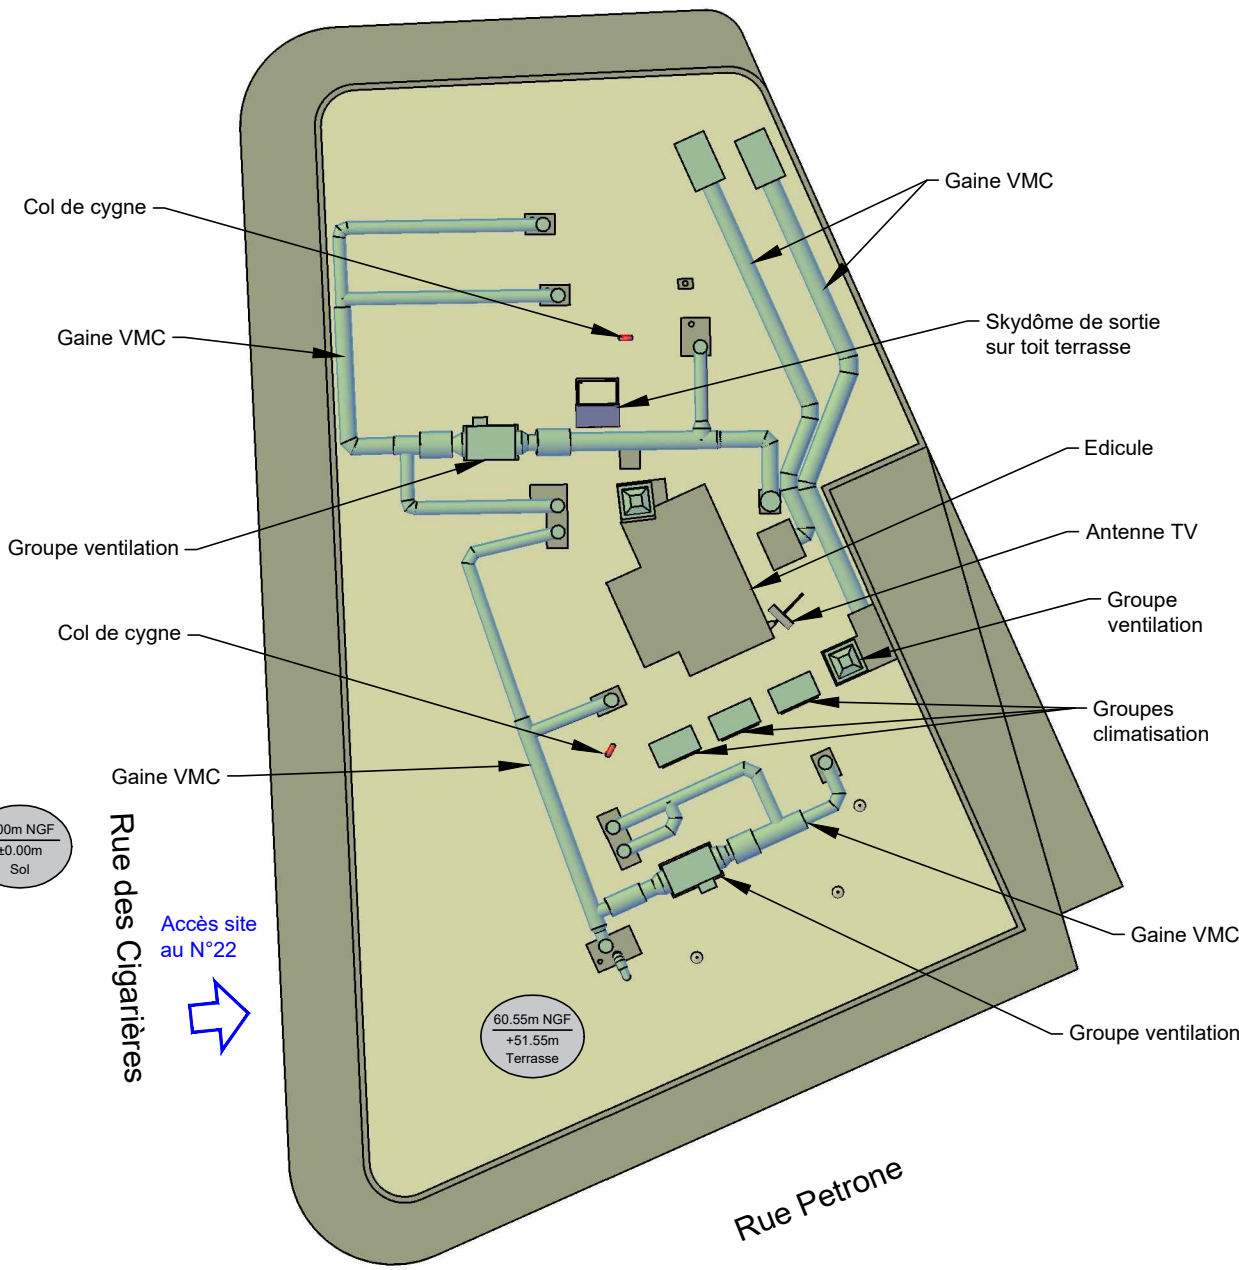 Gaine VMC
Col de cygne
Gaine VMC
Skydôme de sortie
sur toit terrasse
Edicule
Antenne TV
Groupe ventilation
Groupe
ventilation
Col de cygne
Groupes
climatisation
Gaine VMC
00m NGF
±0.00m
Sol
Rue des Cigarières
Accès site
au N°22
Gaine VMC
60.55m NGF
+51.55m
Terrasse
Groupe ventilation
Rue Petrone